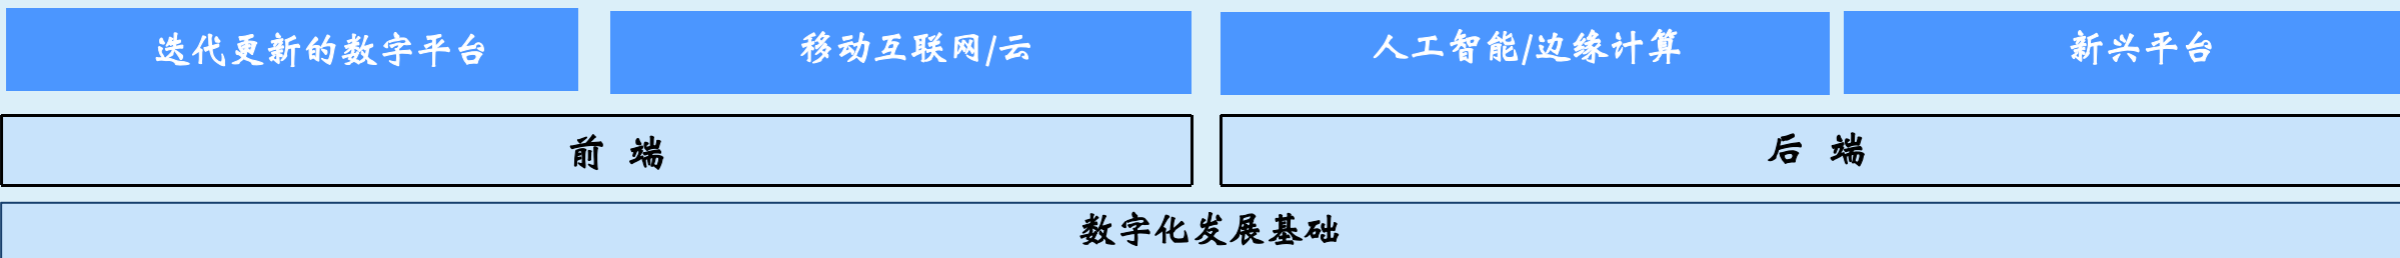 迭代更新的数字平台
移动互联网/云
人工智能/边缘计算
新兴平台
前 端
后 端
数字化发展基础